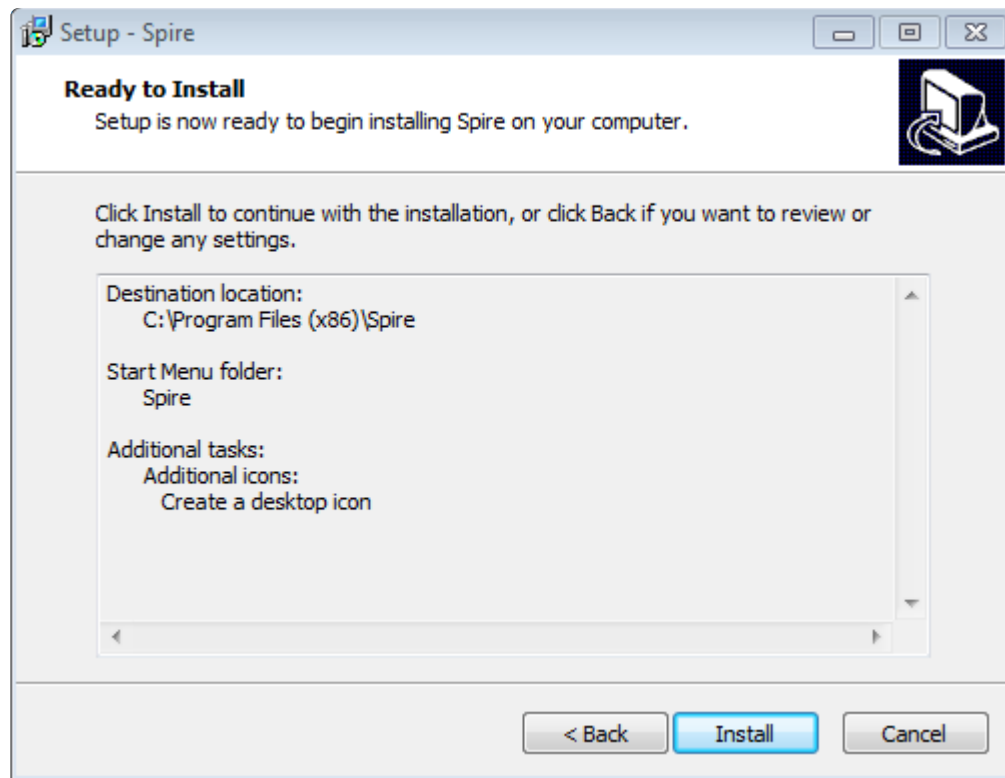 Setup - Spire
Ready to Install
Setup is now ready to begin installing Spire on your computer.
Click Install to continue with the installation, or click Back if you want to review or
change any settings.
Destination location:
C:\Program Files (x86)\Spire
Start Menu folder:
Spire
Additional tasks:
Additional icons:
Create a desktop icon
< Back
Install
Cancel